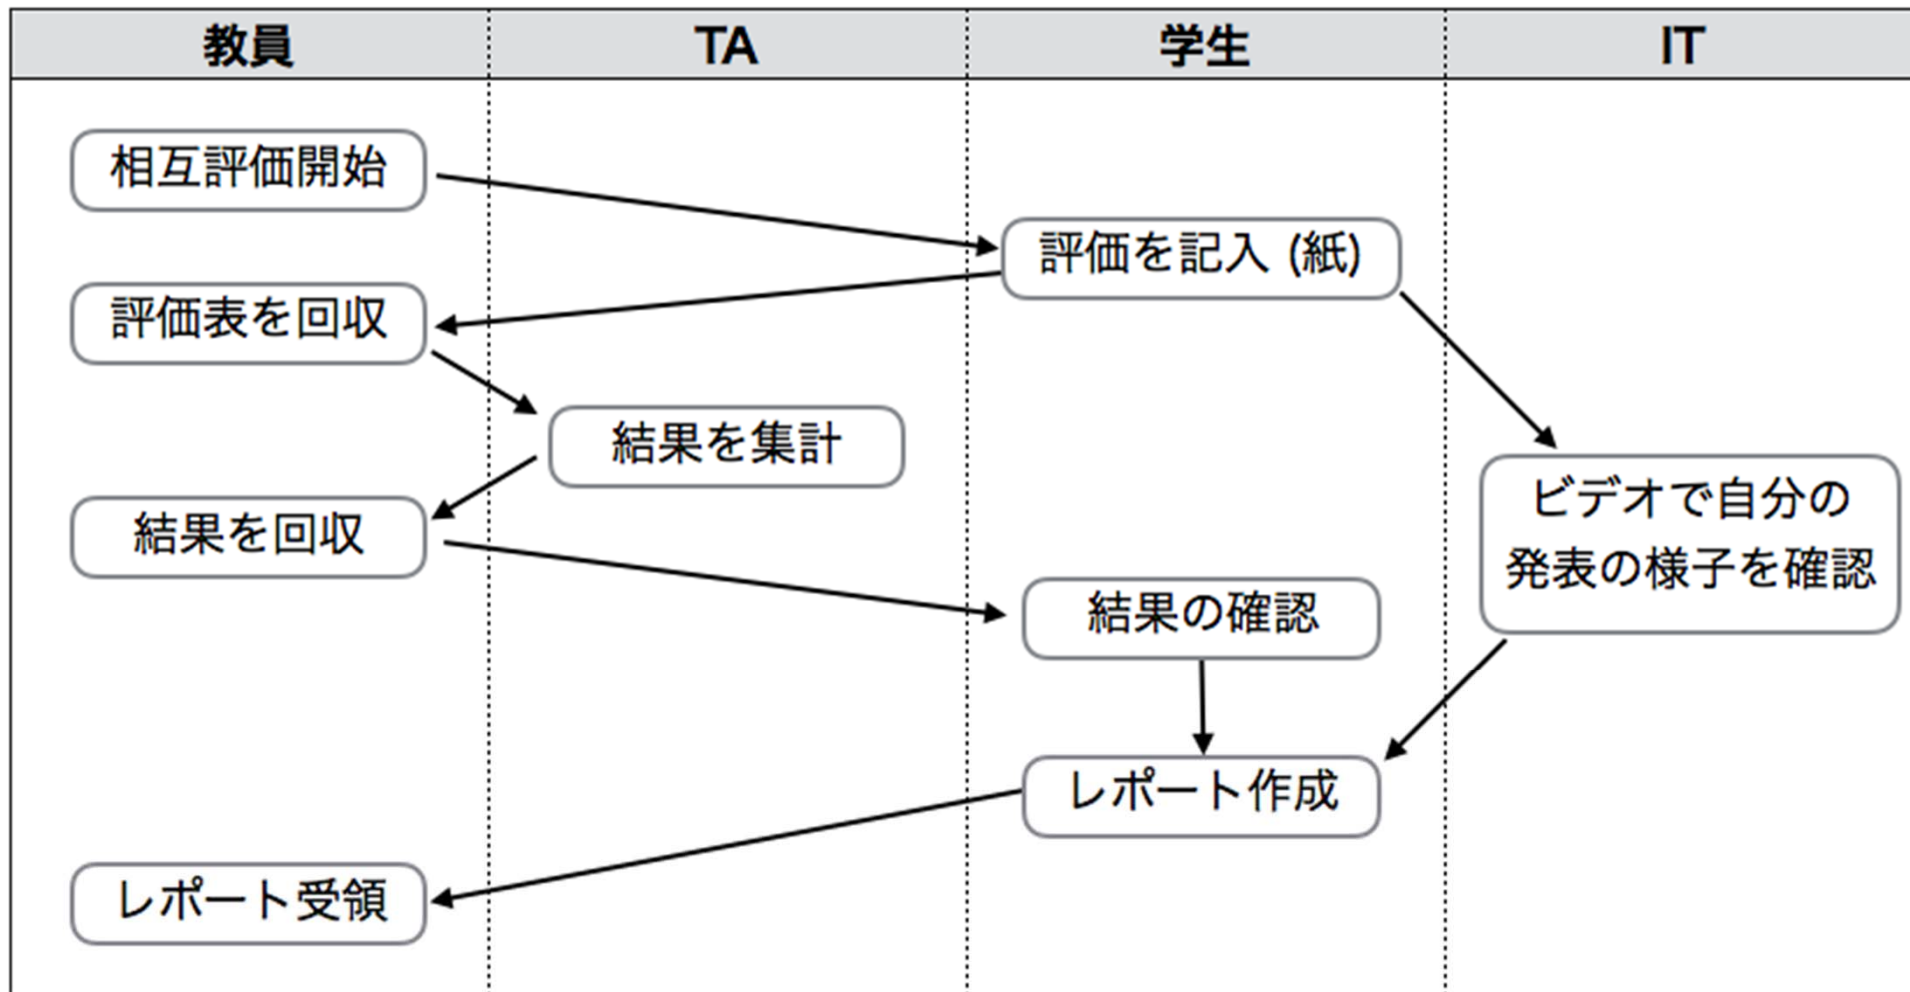 教員
TA
学生
IT
相互評価開始
評価を記入 (紙)
評価表を回収
結果を集計
ビデオで自分の
発表の様子を確認
結果を回収
結果の確認
レポート作成
レポート受領